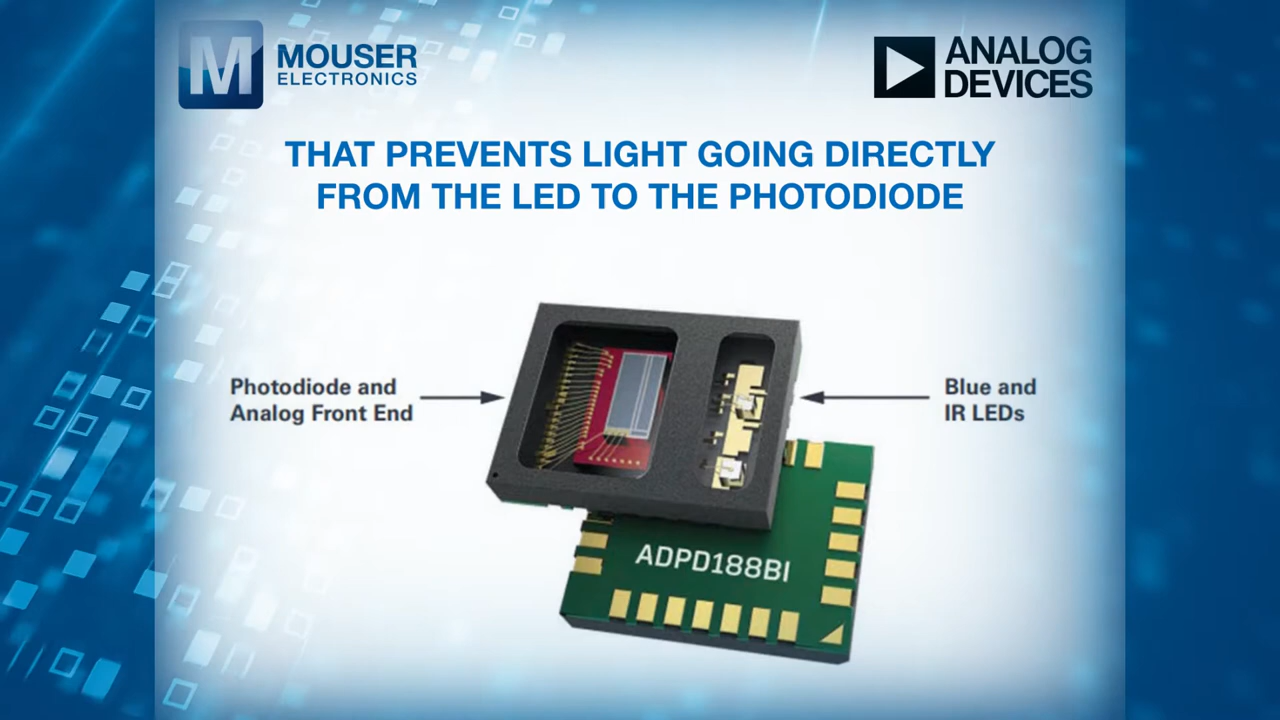 M
MOUSER
ELECTRONICS
ANALOG
DEVICES
THAT PREVENTS LIGHT GOING DIRECTLY
FROM THE LED TO THE PHOTODIODE
Photodiode and
Analog Front End
Blue and
IR LEDs
ADPD188BI